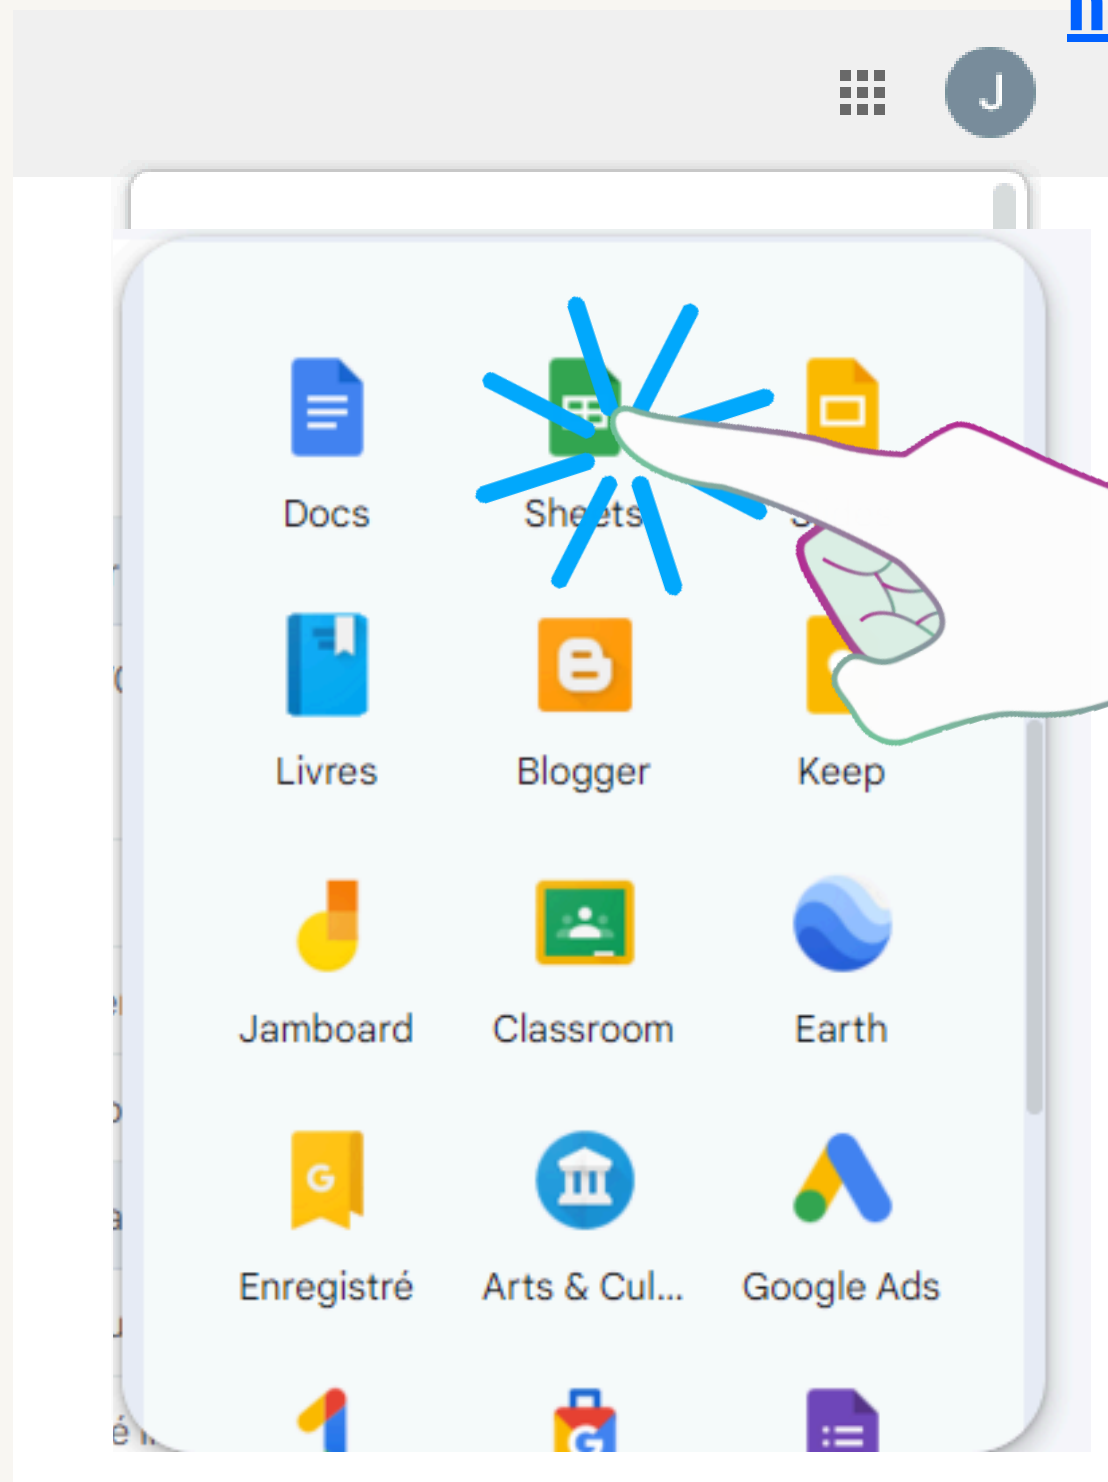 J
Docs Sheets
Livres Blogger Keep
Jamboard Classroom Earth
G
Enregistré Arts & Cul... Google Ads
G